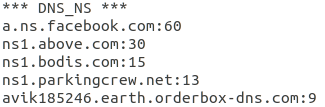 *** DNS_NS ***
a.ns.facebook.com:60
ns1.above.com:30
ns1.bodis.com:15
ns1.parkingcrew.net:13
avik185246.earth.orderbox-dns.com:9